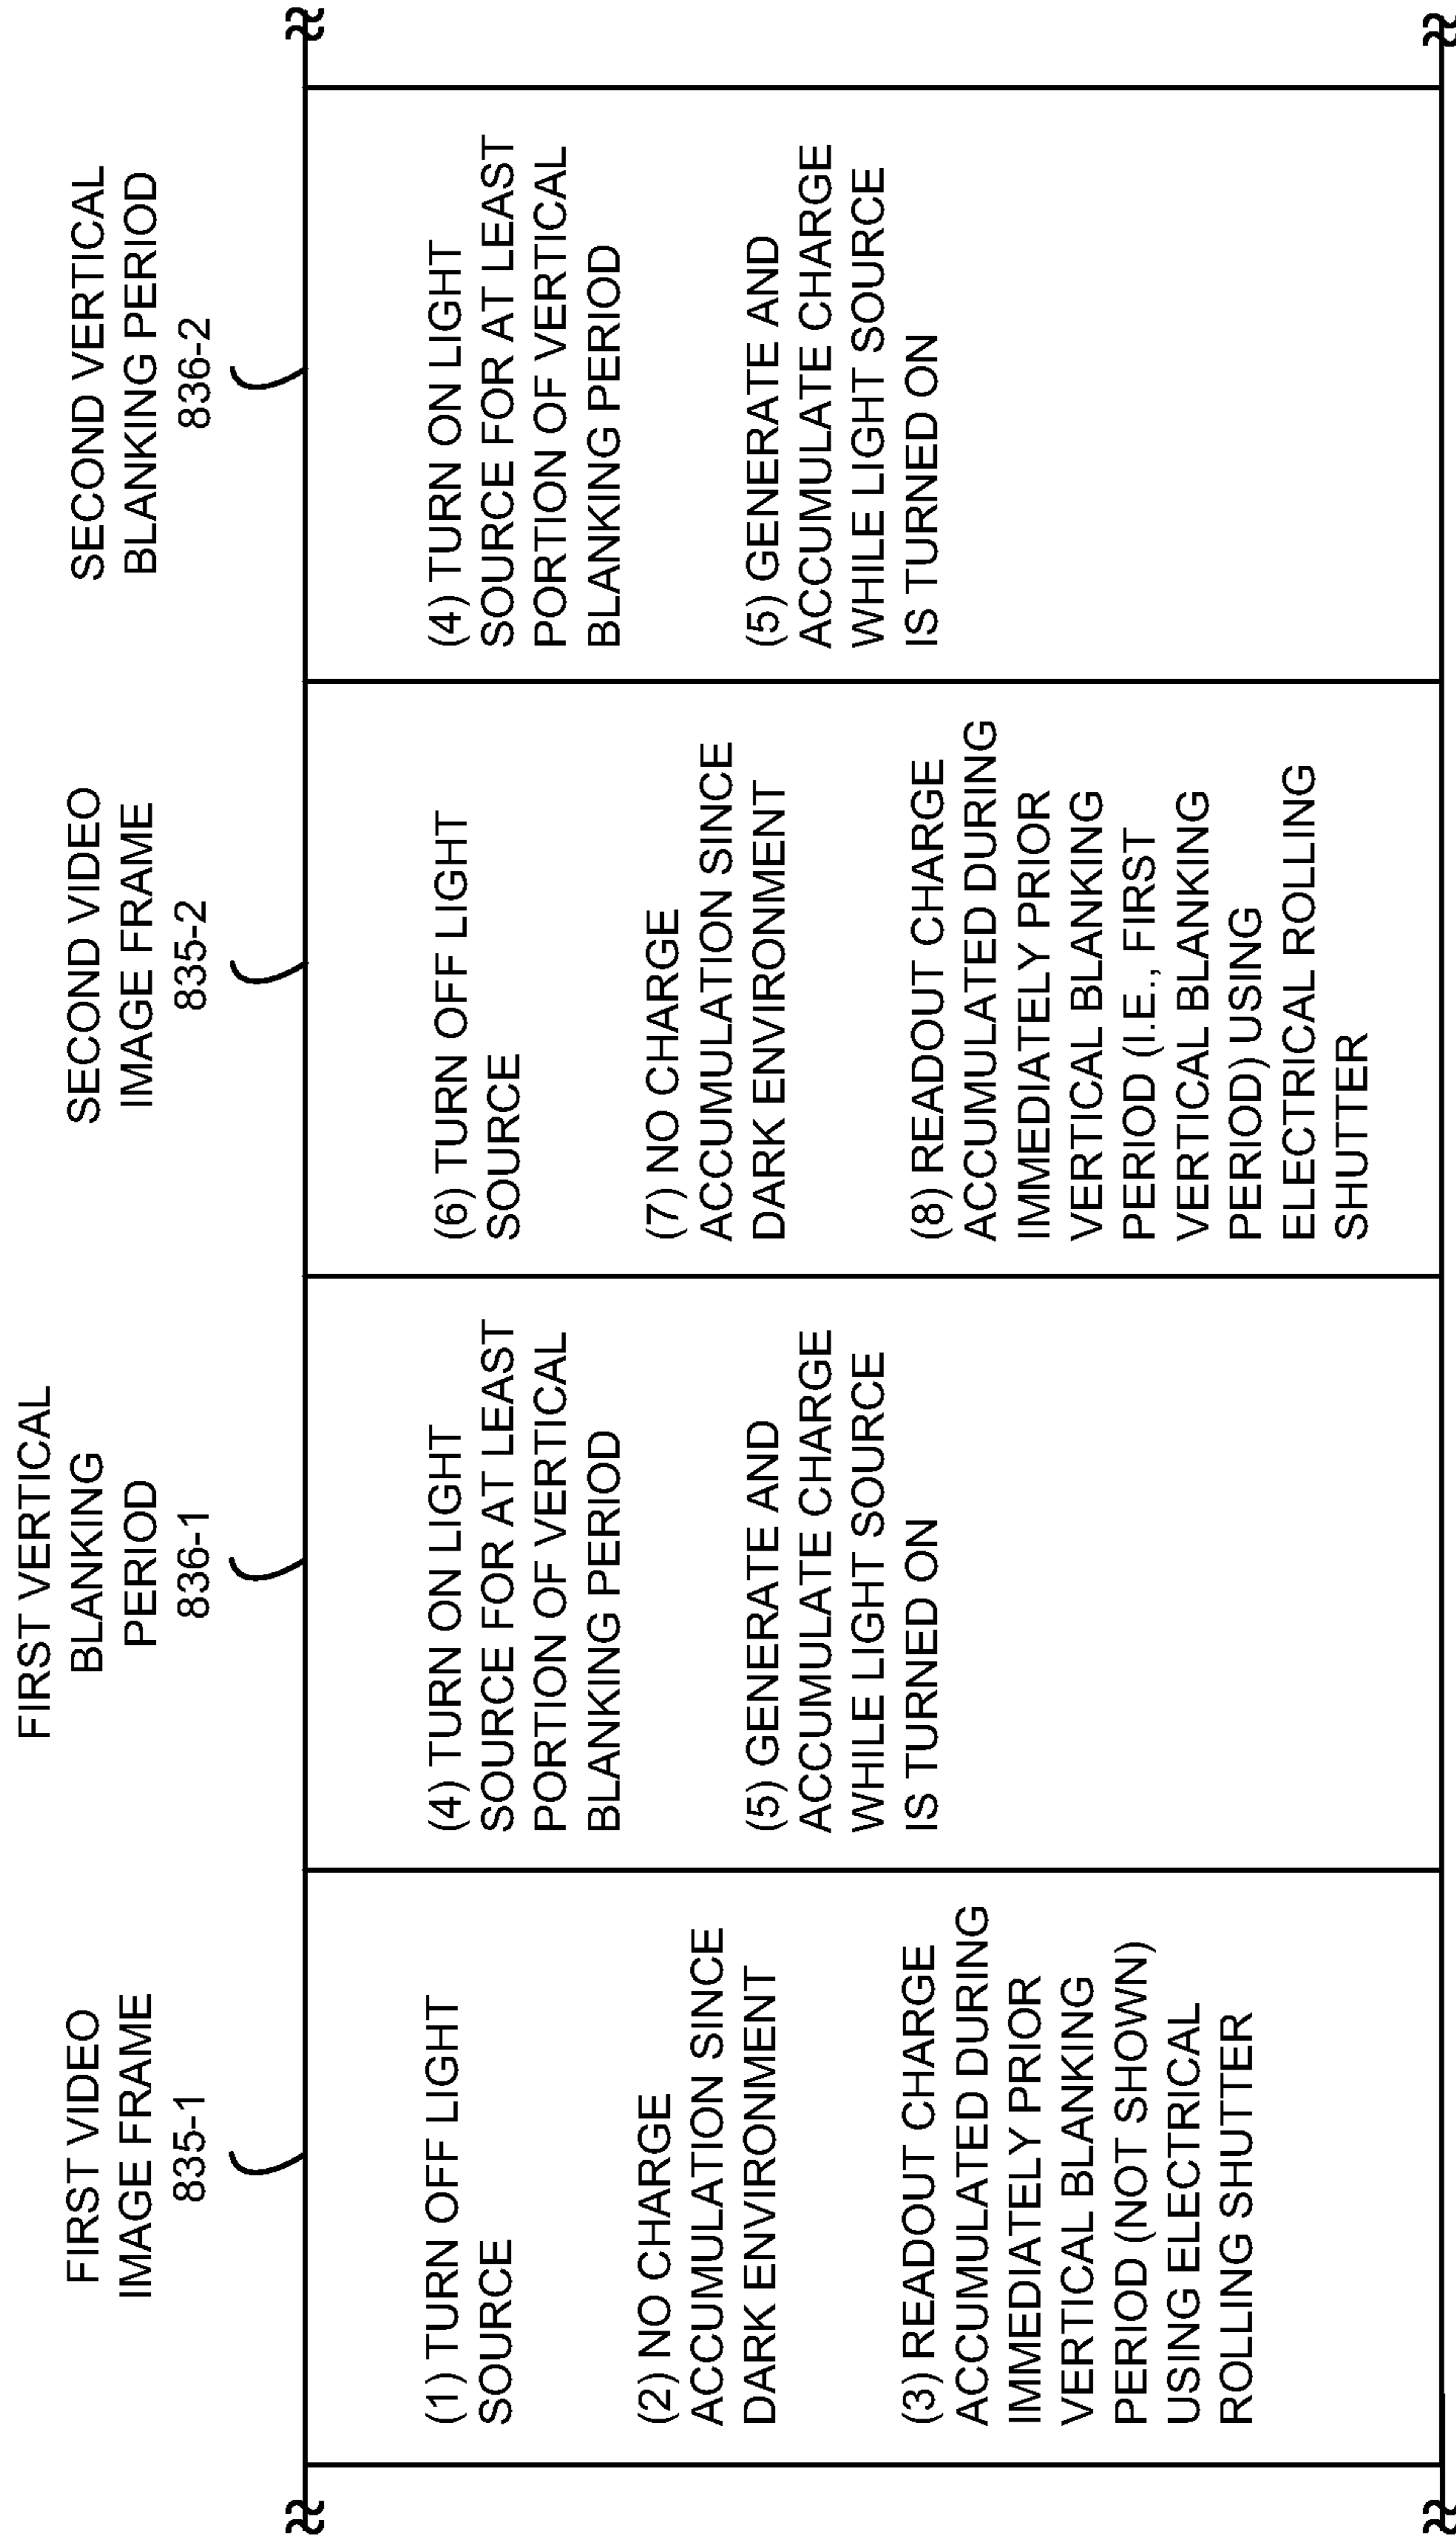 FIRST VIDEO
IMAGE FRAME
835-1
(1) TURN OFF LIGHT
SOURCE
(2) NO CHARGE
ACCUMULATION SINCE
DARK ENVIRONMENT
(3) READOUT CHARGE
ACCUMULATED DURING
IMMEDIATELY PRIOR
VERTICAL BLANKING
PERIOD (NOT SHOWN)
USING ELECTRICAL
ROLLING SHUTTER
FIRST VERTICAL
BLANKING
PERIOD
836-1
(4) TURN ON LIGHT
SOURCE FOR AT LEAST
PORTION OF VERTICAL
BLANKING PERIOD
(5) GENERATE AND
ACCUMULATE CHARGE
WHILE LIGHT SOURCE
IS TURNED ON
SECOND VIDEO
IMAGE FRAME
835-2
(6) TURN OFF LIGHT
SOURCE
(7) NO CHARGE
ACCUMULATION SINCE
DARK ENVIRONMENT
(8) READOUT CHARGE
ACCUMULATED DURING
IMMEDIATELY PRIOR
VERTICAL BLANKING
PERIOD (I.E., FIRST
VERTICAL BLANKING
PERIOD) USING
ELECTRICAL ROLLING
SHUTTER
SECOND VERTICAL
BLANKING PERIOD
836-2
(4) TURN ON LIGHT
SOURCE FOR AT LEAST
PORTION OF VERTICAL
BLANKING PERIOD
(5) GENERATE AND
ACCUMULATE CHARGE
WHILE LIGHT SOURCE
IS TURNED ON